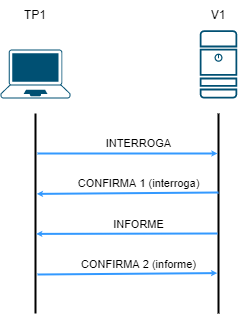 TP1 V1
INTERROGA
CONFIRMA 1 (interroga)
INFORME
CONFIRMA 2 (informe)